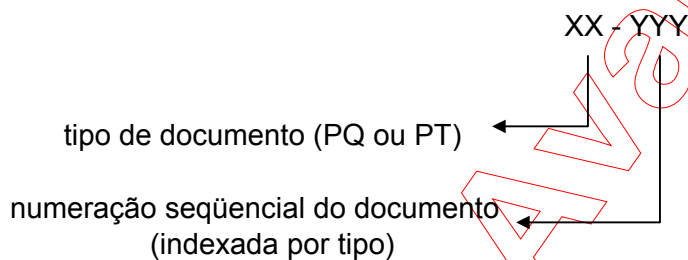 XX - YYY
tipo de documento (PQ ou PT)
numeração seqüencial do documento
(indexada por tipo)